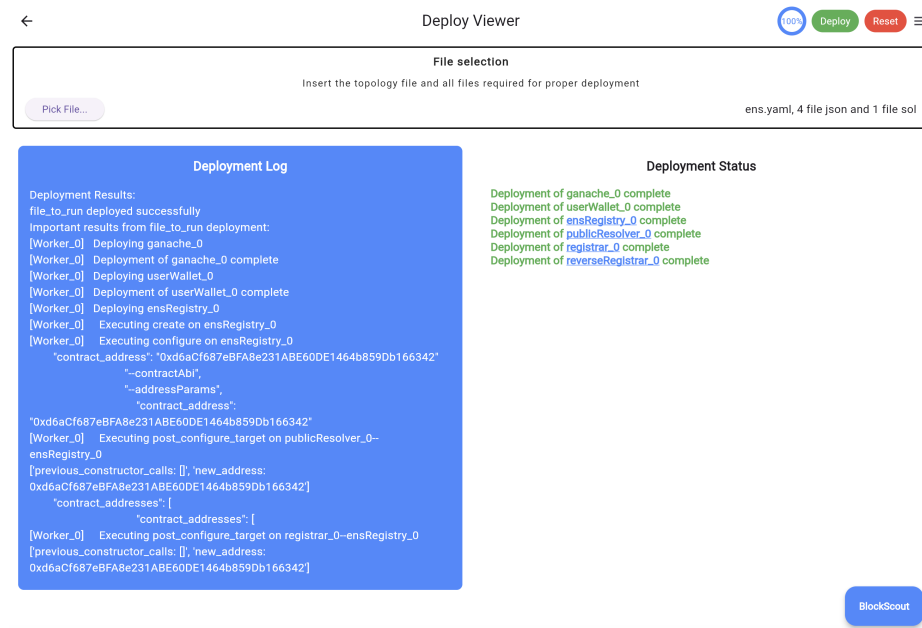 Deploy Viewer
100%
Deploy
Reset
File selection
Insert the topology file and all files required for proper deployment
Pick File...
ens.yaml, 4 file json and 1 file sol
Deployment Log
Deployment Results:
file_to_run deployed successfully
Important results from file_to_run deployment:
[Worker_0]   Deploying ganache_0
[Worker_0]   Deployment of ganache_0 complete
[Worker_0]   Deploying userWallet_0
[Worker_0]   Deployment of userWallet_0 complete
[Worker_0]   Deploying ensRegistry_0
[Worker_0]     Executing create on ensRegistry_0
[Worker_0]     Executing configure on ensRegistry_0
"contract_address": "0xd6aCf687eBFA8e231ABE60DE1464b859Db166342"
"--contractAbi",
"--addressParams",
"contract_address":
"0xd6aCf687eBFA8e231ABE60DE1464b859Db166342"
[Worker_0]     Executing post_configure_target on publicResolver_0--
ensRegistry_0
['previous_constructor_calls: []', 'new_address:
0xd6aCf687eBFA8e231ABE60DE1464b859Db166342']
"contract_addresses": [
"contract_addresses": [
[Worker_0]     Executing post_configure_target on registrar_0--ensRegistry_0
['previous_constructor_calls: []', 'new_address:
0xd6aCf687eBFA8e231ABE60DE1464b859Db166342']
Deployment Status
Deployment of ganache_0 complete
Deployment of userWallet_0 complete
Deployment of ensRegistry_0 complete
Deployment of publicResolver_0 complete
Deployment of registrar_0 complete
Deployment of reverseRegistrar_0 complete
BlockScout